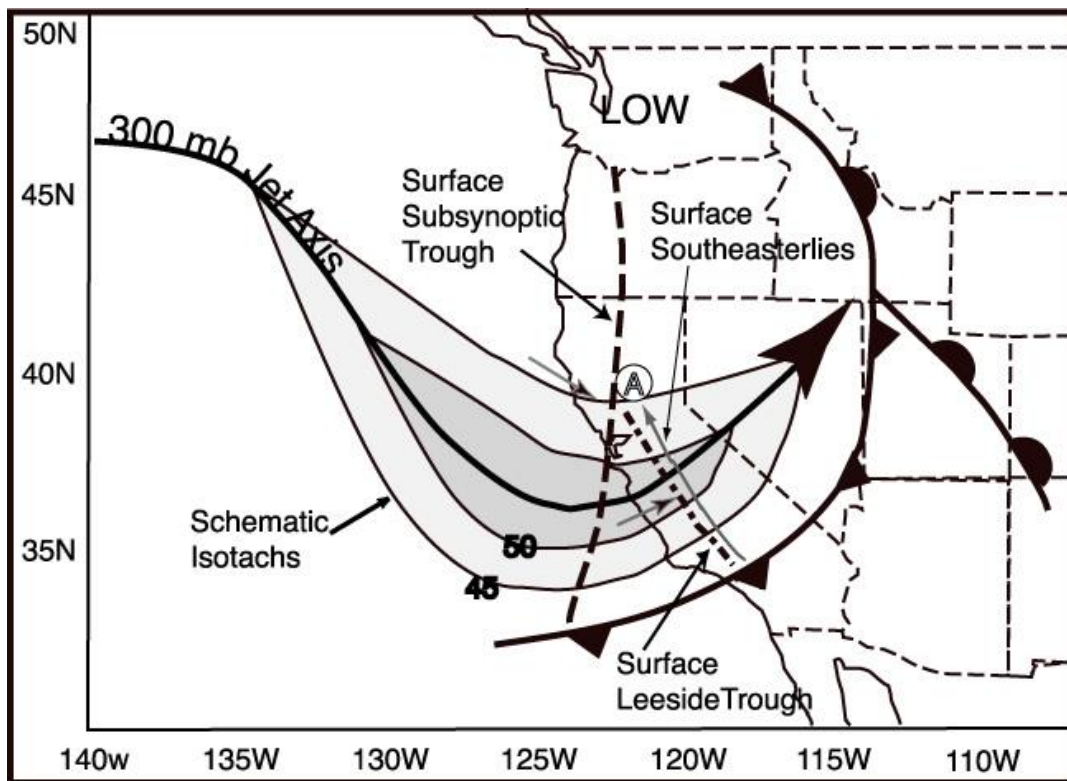 50N
LOW
300 mb Jet Axis
45N
Surface
Subsynoptic
Trough
Surface
Southeasterlies
40N
A
Schematic
Isotachs
35N
50
45
Surface
LeesideTrough
140w
135W
130W
125W
120W
115W
110W